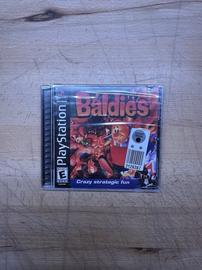 Baldies
PlayStation
Crazy strategic fun
E